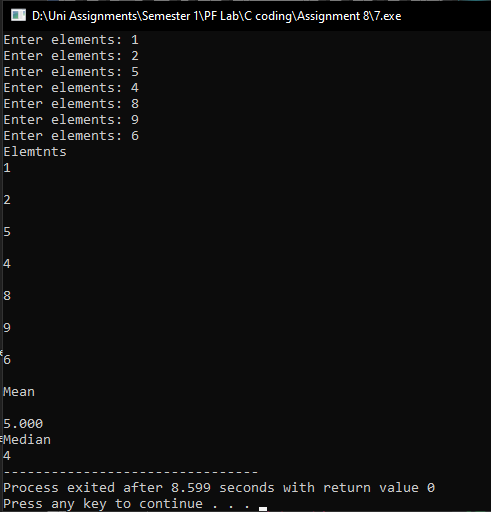 D:\Uni Assignments\Semester 1\PF Lab\C coding\Assignment 8\7.exe
Enter elements: 1
Enter elements: 2
Enter elements: 5
Enter elements: 4
Enter elements: 8
Enter elements: 9
Enter elements: 6
Elemtnts
1
2
5
4
8
9
6
Mean
5.000
Median
4
--------------------------------
Process exited after 8.599 seconds with return value 0
Press any key to continue . . .